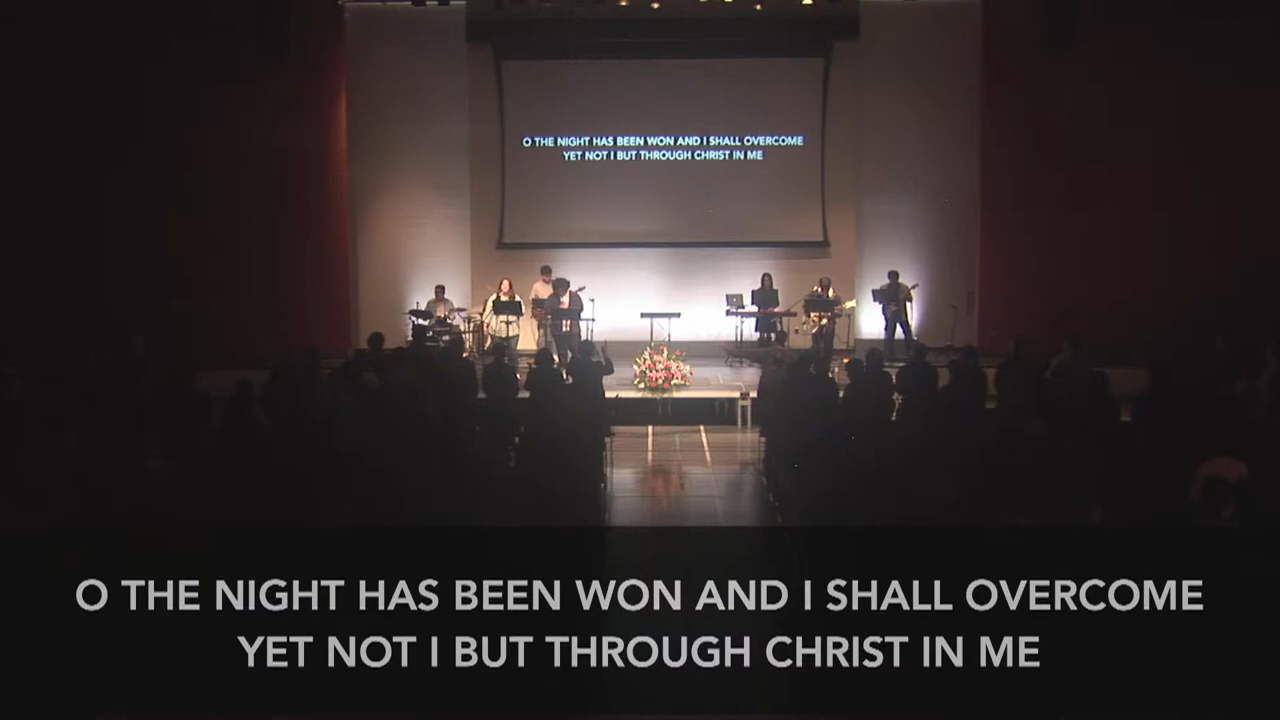 O THE NIGHT HAS BEEN WON AND I SHALL OVERCOME
YET NOT I BUT THROUGH CHRIST IN ME
O THE NIGHT HAS BEEN WON AND I SHALL OVERCOME
YET NOT I BUT THROUGH CHRIST IN ME